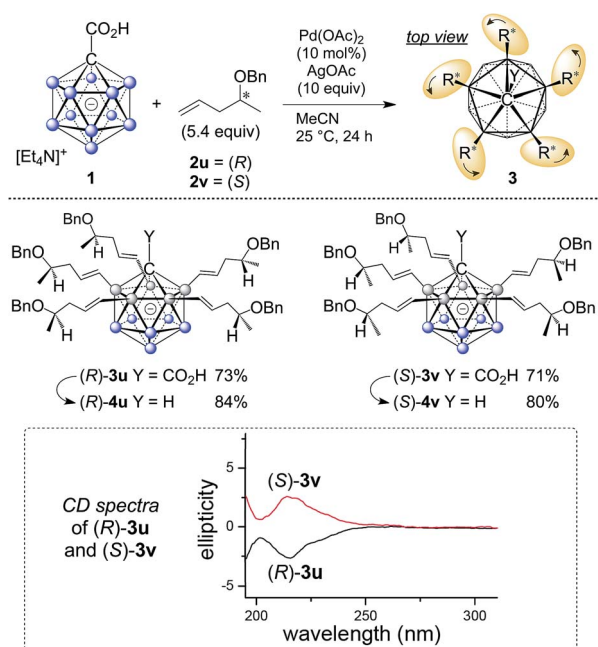 CO₂H
C
[Et₄N]⁺
1
+
OBn
*
(5.4 equiv)
2u = (R)
2v = (S)
Pd(OAc)₂
(10 mol%)
AgOAc
(10 equiv)
MeCN
25 °C, 24 h
top view
R*
R*
R*
R*
R*
Y
C
3
BnO
H
BnO
H
BnO
H
Y
C
OBn
H
OBn
H
(R)-3u Y = CO₂H 73%
(R)-4u Y = H 84%
BnO
H
BnO
H
BnO
H
Y
C
OBn
H
OBn
H
(S)-3v Y = CO₂H 71%
(S)-4v Y = H 80%
CD spectra
of (R)-3u
and (S)-3v
ellipticity
5
0
-5
(S)-3v
(R)-3u
200 250 300
wavelength (nm)